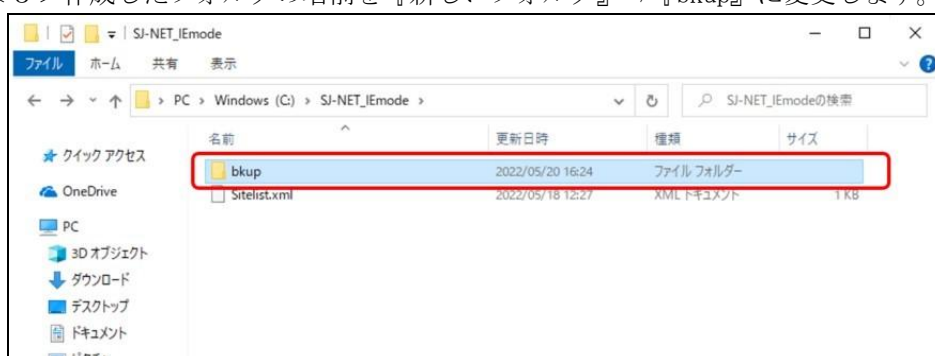 作成したフォルダの名前を『新しいフォルダ』→『bkup』に変更します。
SJ-NET_IEmode
ファイル ホーム 共有 表示
PC › Windows (C:) › SJ-NET_IEmode › SJ-NET_IEmodeの検索
名前 更新日時 種類 サイズ
クイック アクセス
bkup 2022/05/20 16:24 ファイル フォルダー
OneDrive
Sitelist.xml 2022/05/18 12:27 XML ドキュメント 1 KB
PC
3D オブジェクト
ダウンロード
デスクトップ
ドキュメント